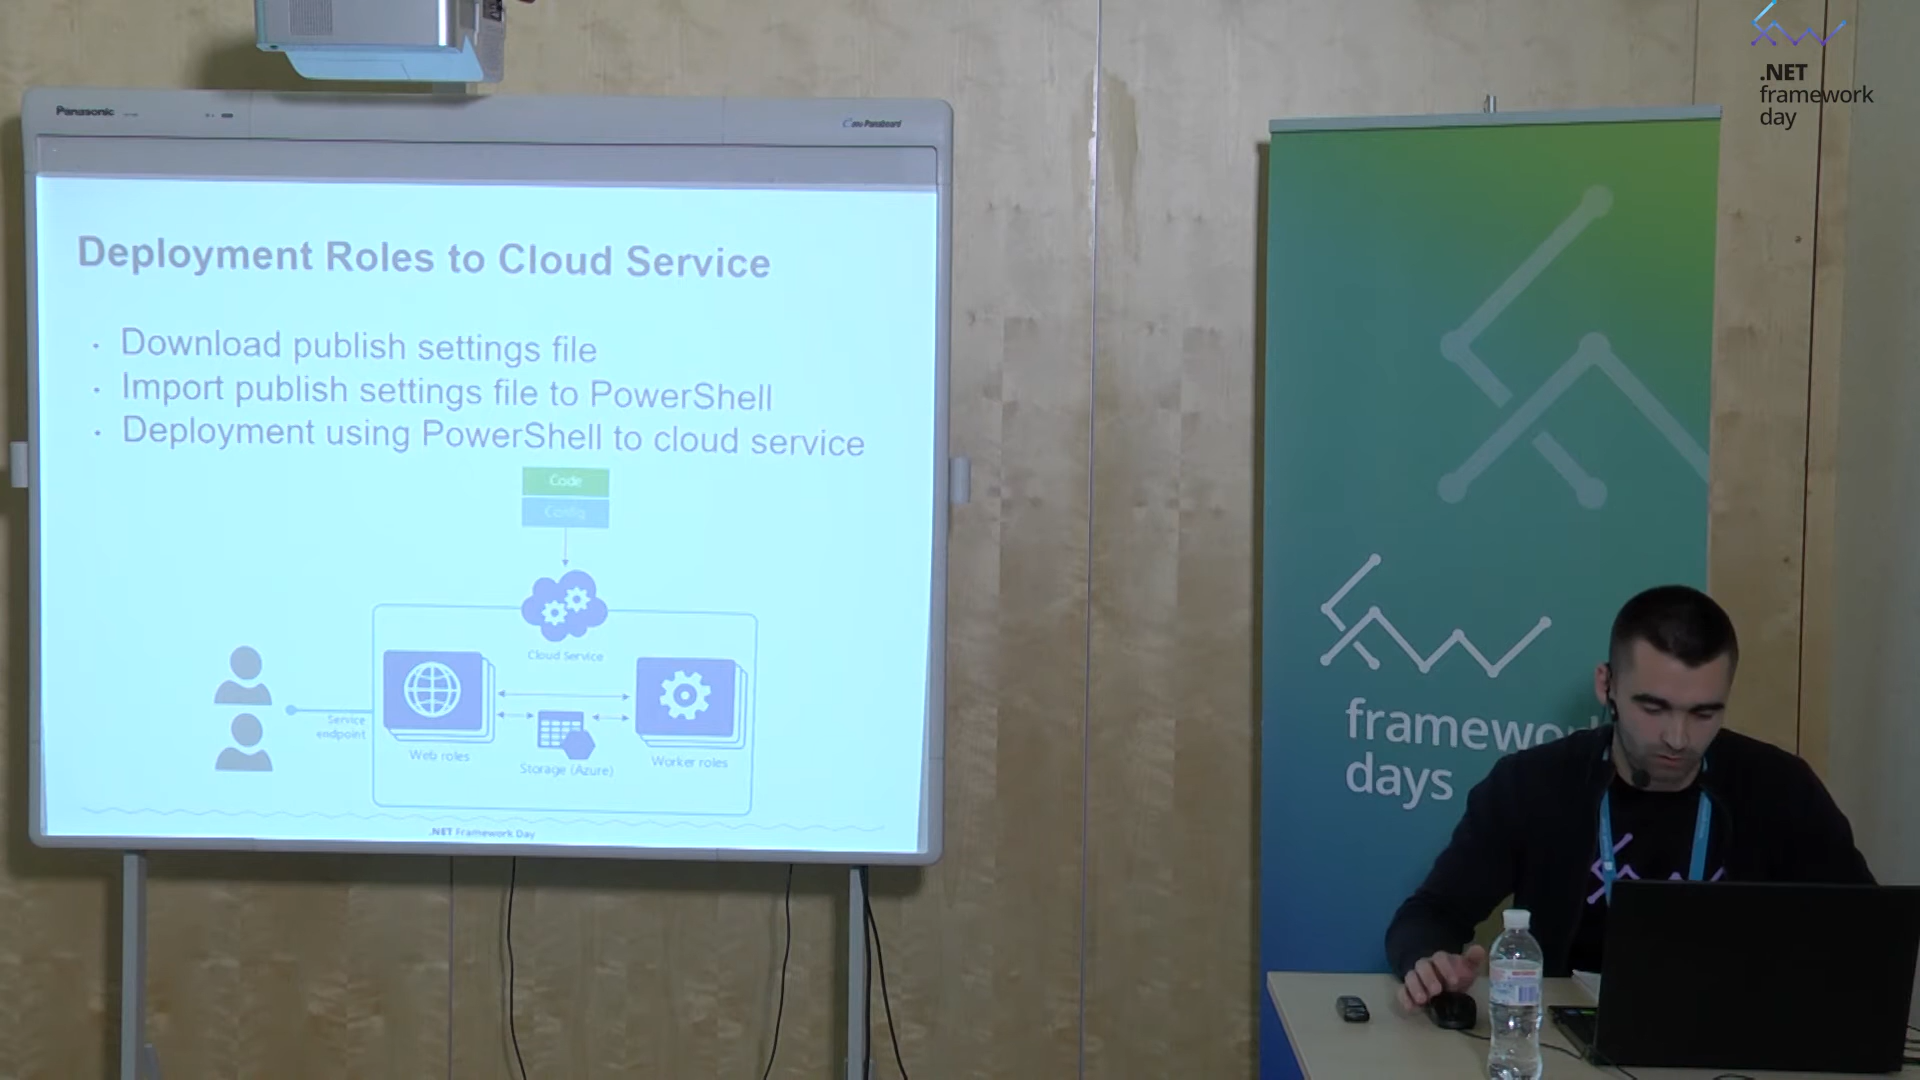 Panasonic
Panaboard
Deployment Roles to Cloud Service
· Download publish settings file
· Import publish settings file to PowerShell
· Deployment using PowerShell to cloud service
Code
Config
Cloud Service
Service
endpoint
Web roles
Storage (Azure)
Worker roles
.NET Framework Day
.NET
framework
day
framewo
days